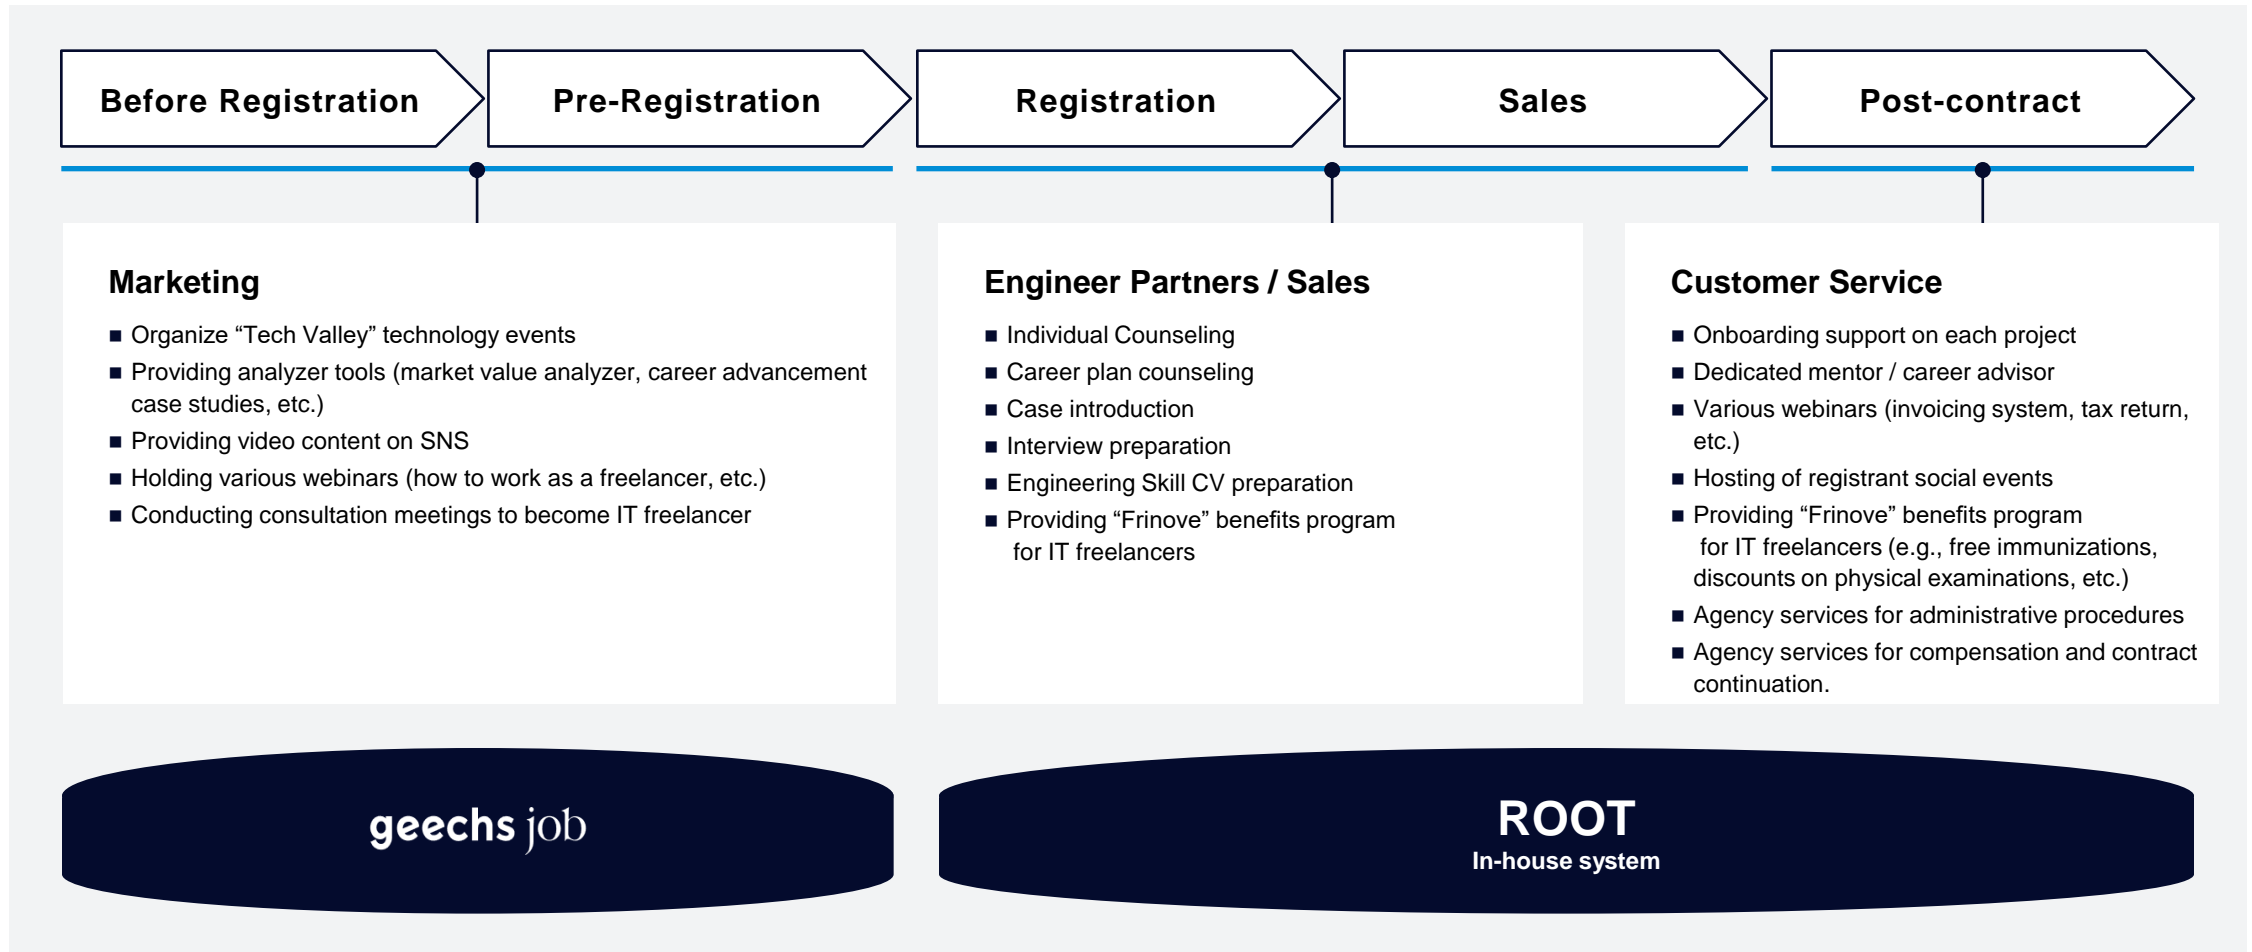 Before Registration
Pre-Registration
Registration
Sales
Post-contract
Marketing
■ Organize “Tech Valley” technology events
■ Providing analyzer tools (market value analyzer, career advancement
case studies, etc.)
■ Providing video content on SNS
■ Holding various webinars (how to work as a freelancer, etc.)
■ Conducting consultation meetings to become IT freelancer
Engineer Partners / Sales
■ Individual Counseling
■ Career plan counseling
■ Case introduction
■ Interview preparation
■ Engineering Skill CV preparation
■ Providing “Frinove” benefits program
for IT freelancers
Customer Service
■ Onboarding support on each project
■ Dedicated mentor / career advisor
■ Various webinars (invoicing system, tax return,
etc.)
■ Hosting of registrant social events
■ Providing “Frinove” benefits program
for IT freelancers (e.g., free immunizations,
discounts on physical examinations, etc.)
■ Agency services for administrative procedures
■ Agency services for compensation and contract
continuation.
geechs job
ROOT
In-house system